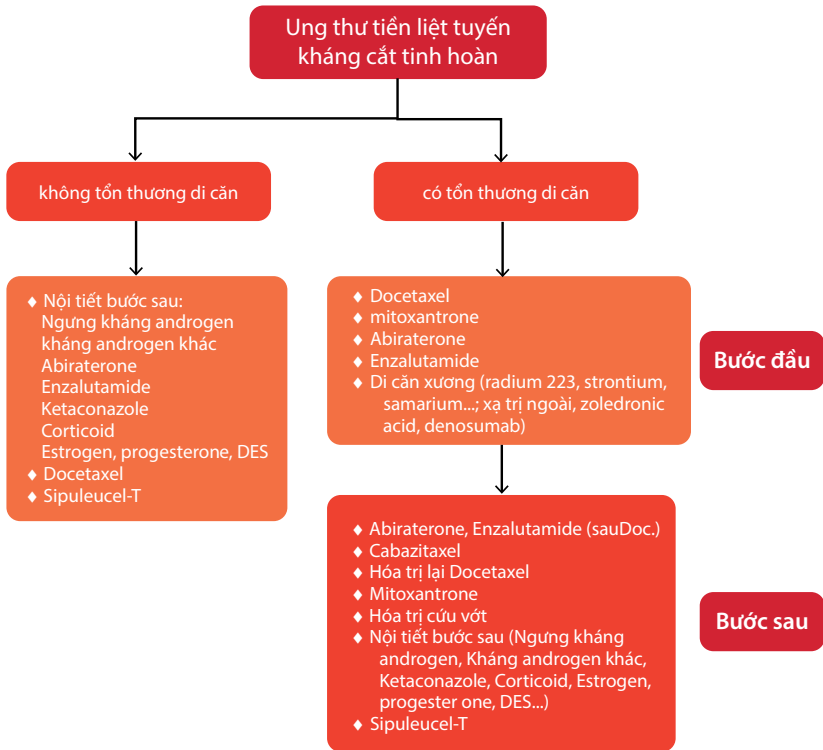 Ung thư tiền liệt tuyến
kháng cắt tinh hoàn
không tổn thương di căn
có tổn thương di căn
♦ Nội tiết bước sau:
Ngưng kháng androgen
kháng androgen khác
Abiraterone
Enzalutamide
Ketaconazole
Corticoid
Estrogen, progesterone, DES
♦ Docetaxel
♦ Sipuleucel-T
♦ Docetaxel
♦ mitoxantrone
♦ Abiraterone
♦ Enzalutamide
♦ Di căn xương (radium 223, strontium,
samarium...; xạ trị ngoài, zoledronic
acid, denosumab)
Bước đầu
♦ Abiraterone, Enzalutamide (sauDoc.)
♦ Cabazitaxel
♦ Hóa trị lại Docetaxel
♦ Mitoxantrone
♦ Hóa trị cứu vớt
♦ Nội tiết bước sau (Ngưng kháng
androgen, Kháng androgen khác,
Ketaconazole, Corticoid, Estrogen,
progester one, DES...)
♦ Sipuleucel-T
Bước sau